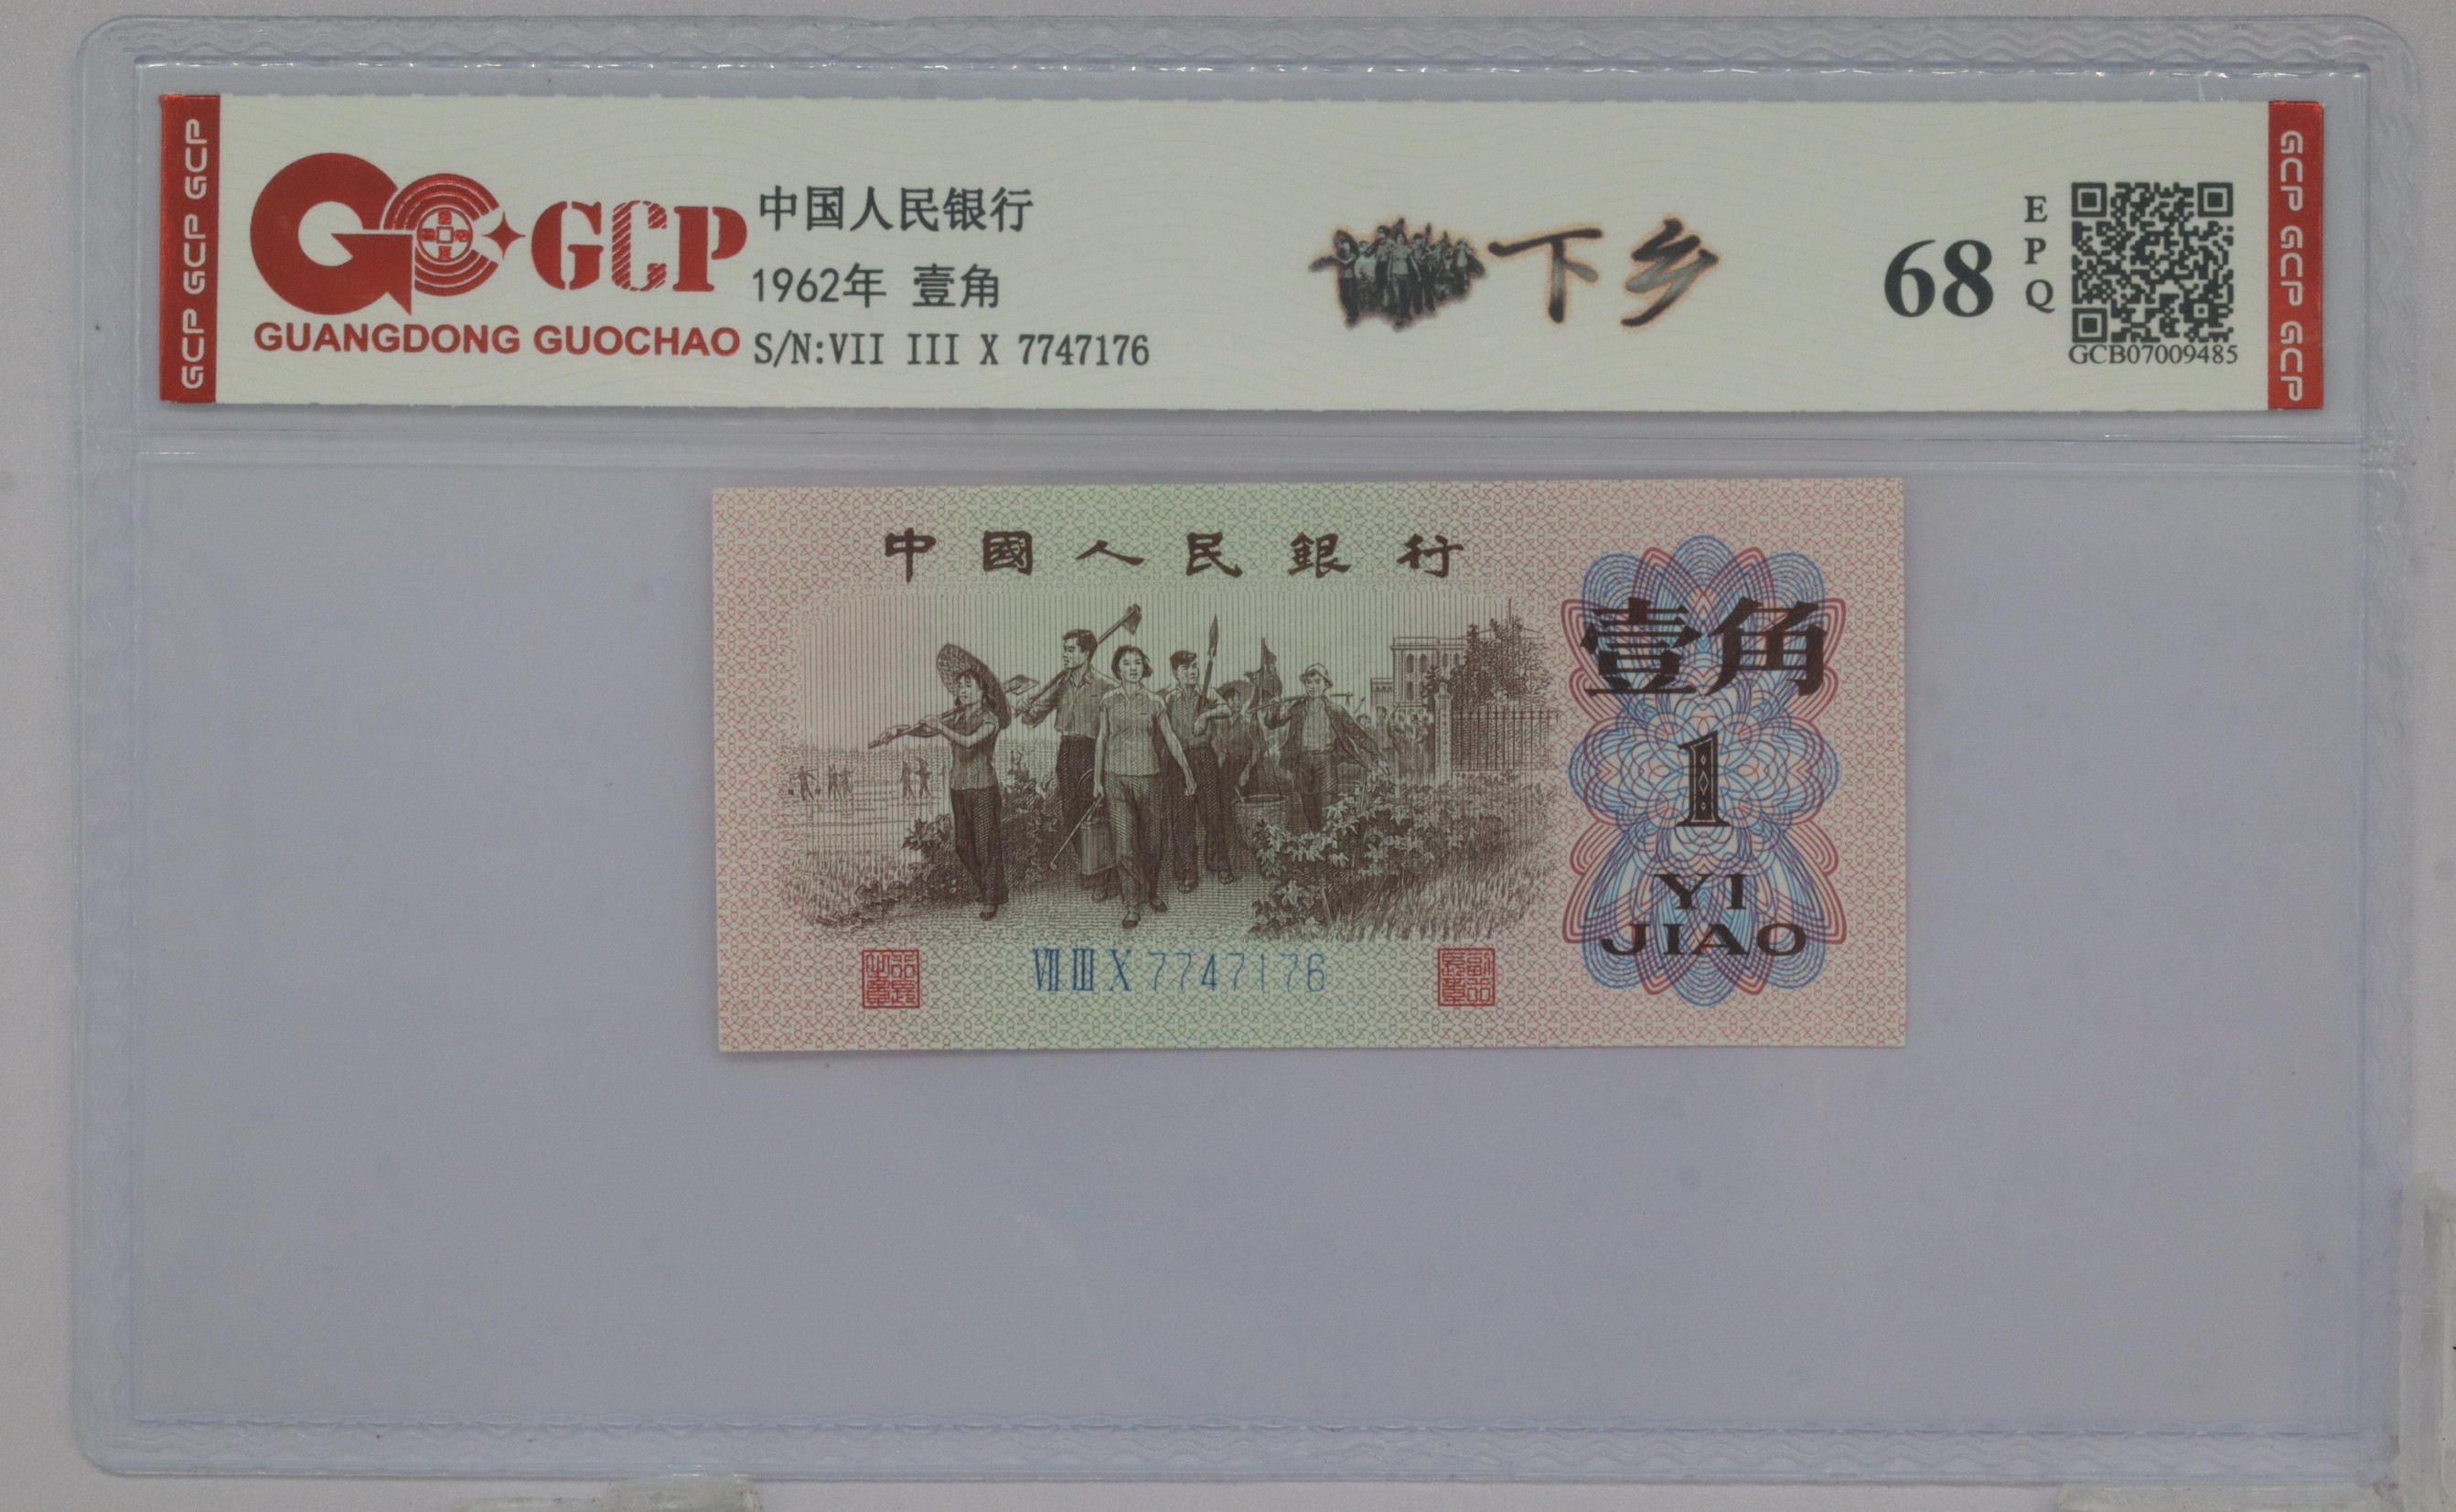 GCP GCP GCP
GCP
GUANGDONG GUOCHAO
中国人民银行
1962年 壹角
S/N:VII III X 7747176
下乡
68
EPQ
GCB07009485
GCP GCP GCP
中國人民銀行
壹角
1
YI
JIAO
VII III X 7747176